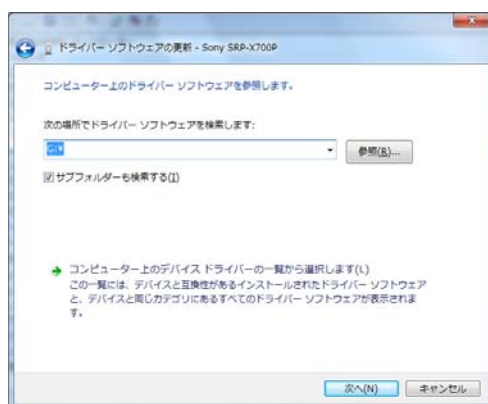 ドライバー ソフトウェアの更新 - Sony SRP-X700P
コンピューター上のドライバー ソフトウェアを参照します。
次の場所でドライバー ソフトウェアを検索します:
G:¥
参照(R)...
サブフォルダーも検索する(I)
コンピューター上のデバイス ドライバーの一覧から選択します(L)
この一覧には、デバイスと互換性があるインストールされたドライバー ソフトウェア
と、デバイスと同じカテゴリにあるすべてのドライバー ソフトウェアが表示されま
す。
次へ(N)
キャンセル